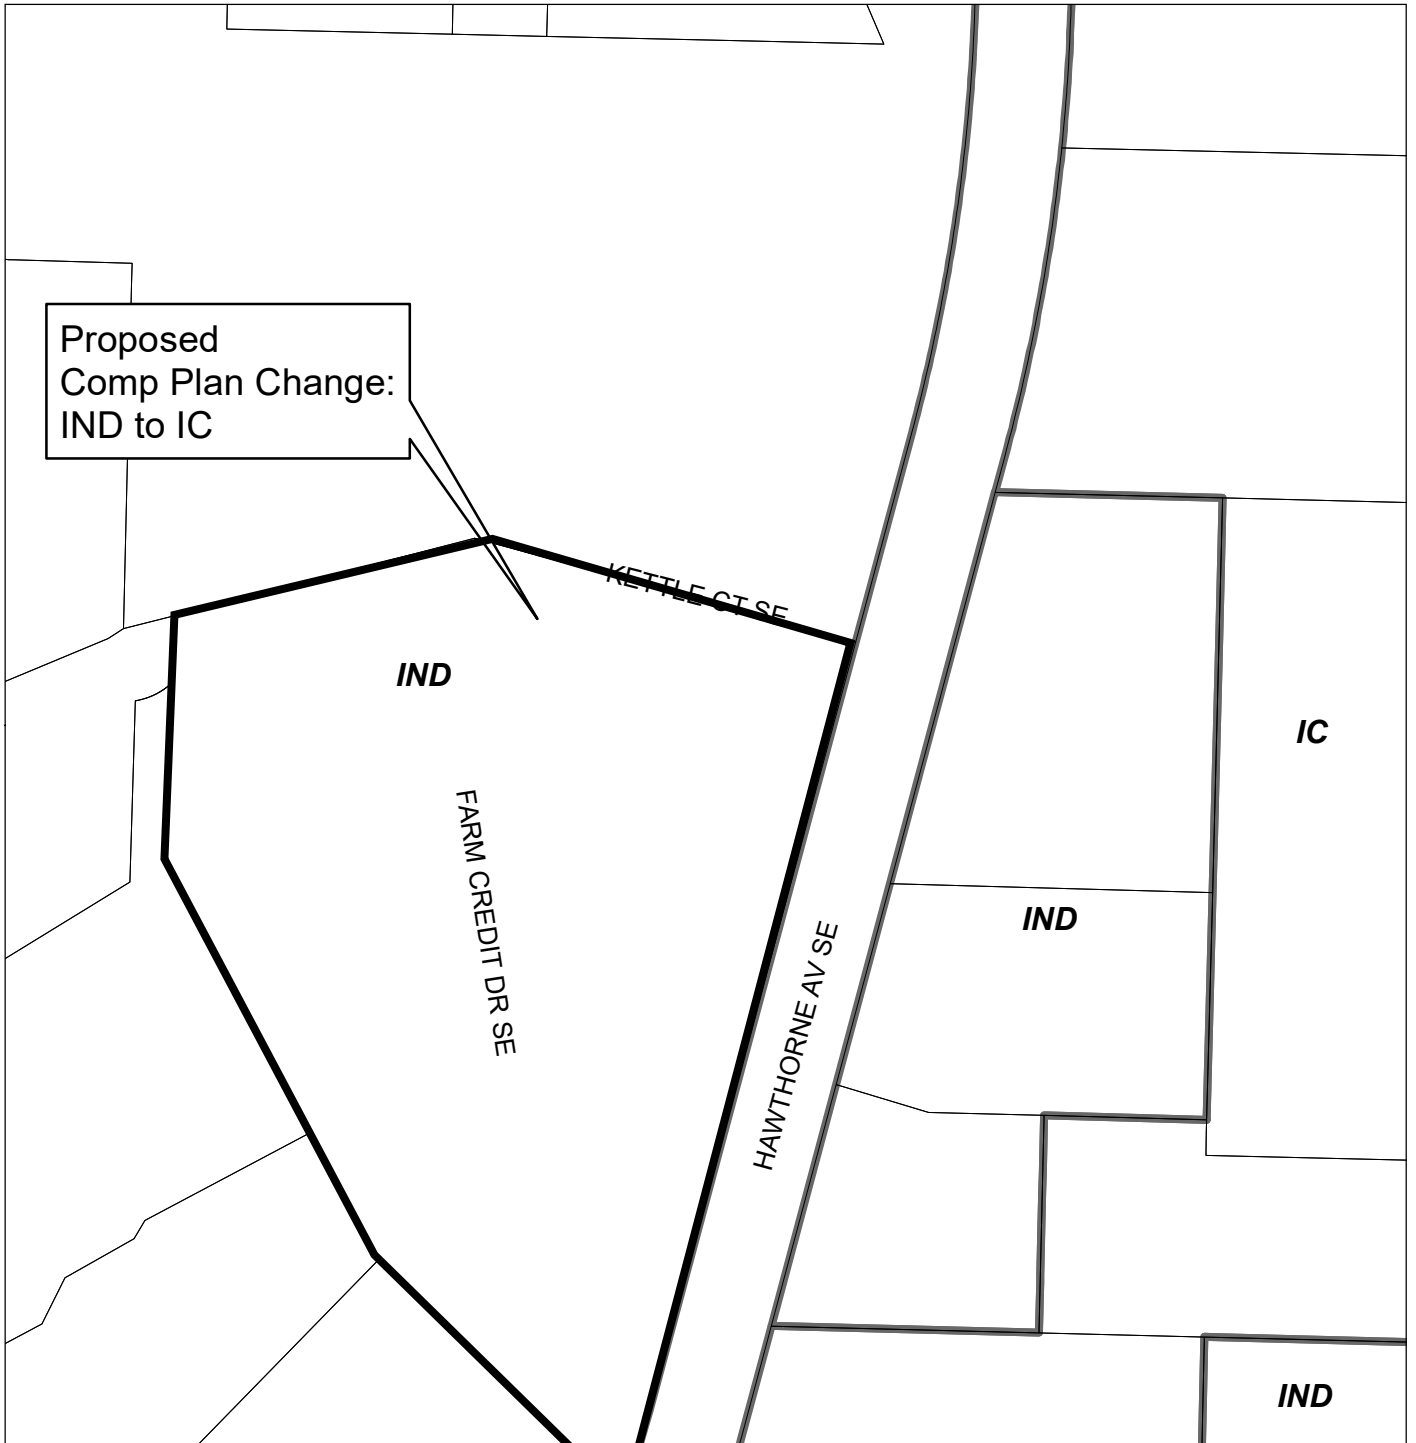 Proposed
Comp Plan Change:
IND to IC
KETTLE CT SE
IND
IC
FARM CREDIT DR SE
IND
HAWTHORNE AV SE
IND